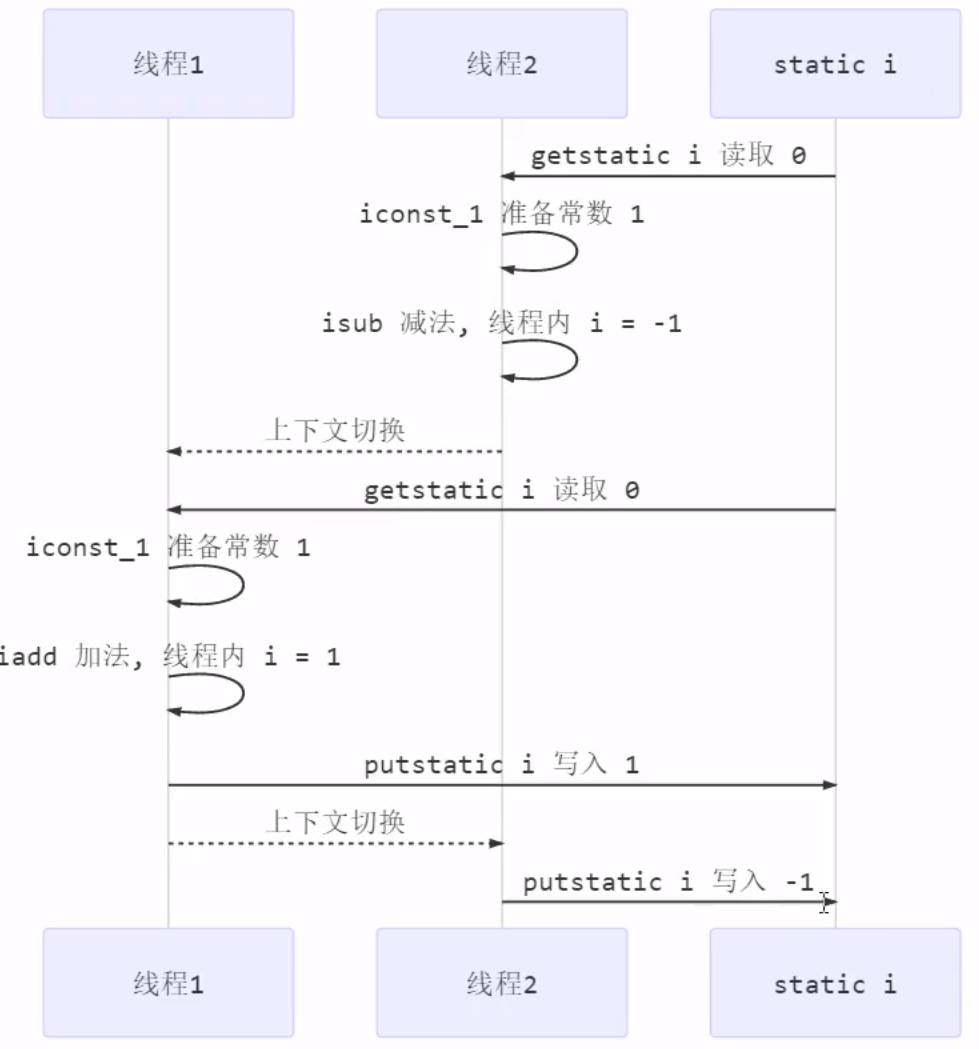 线程1
线程2
static i
getstatic i 读取 0
iconst_1 准备常数 1
isub 减法, 线程内 i = -1
上下文切换
getstatic i 读取 0
iconst_1 准备常数 1
iadd 加法, 线程内 i = 1
putstatic i 写入 1
上下文切换
putstatic i 写入 -1
线程1
线程2
static i